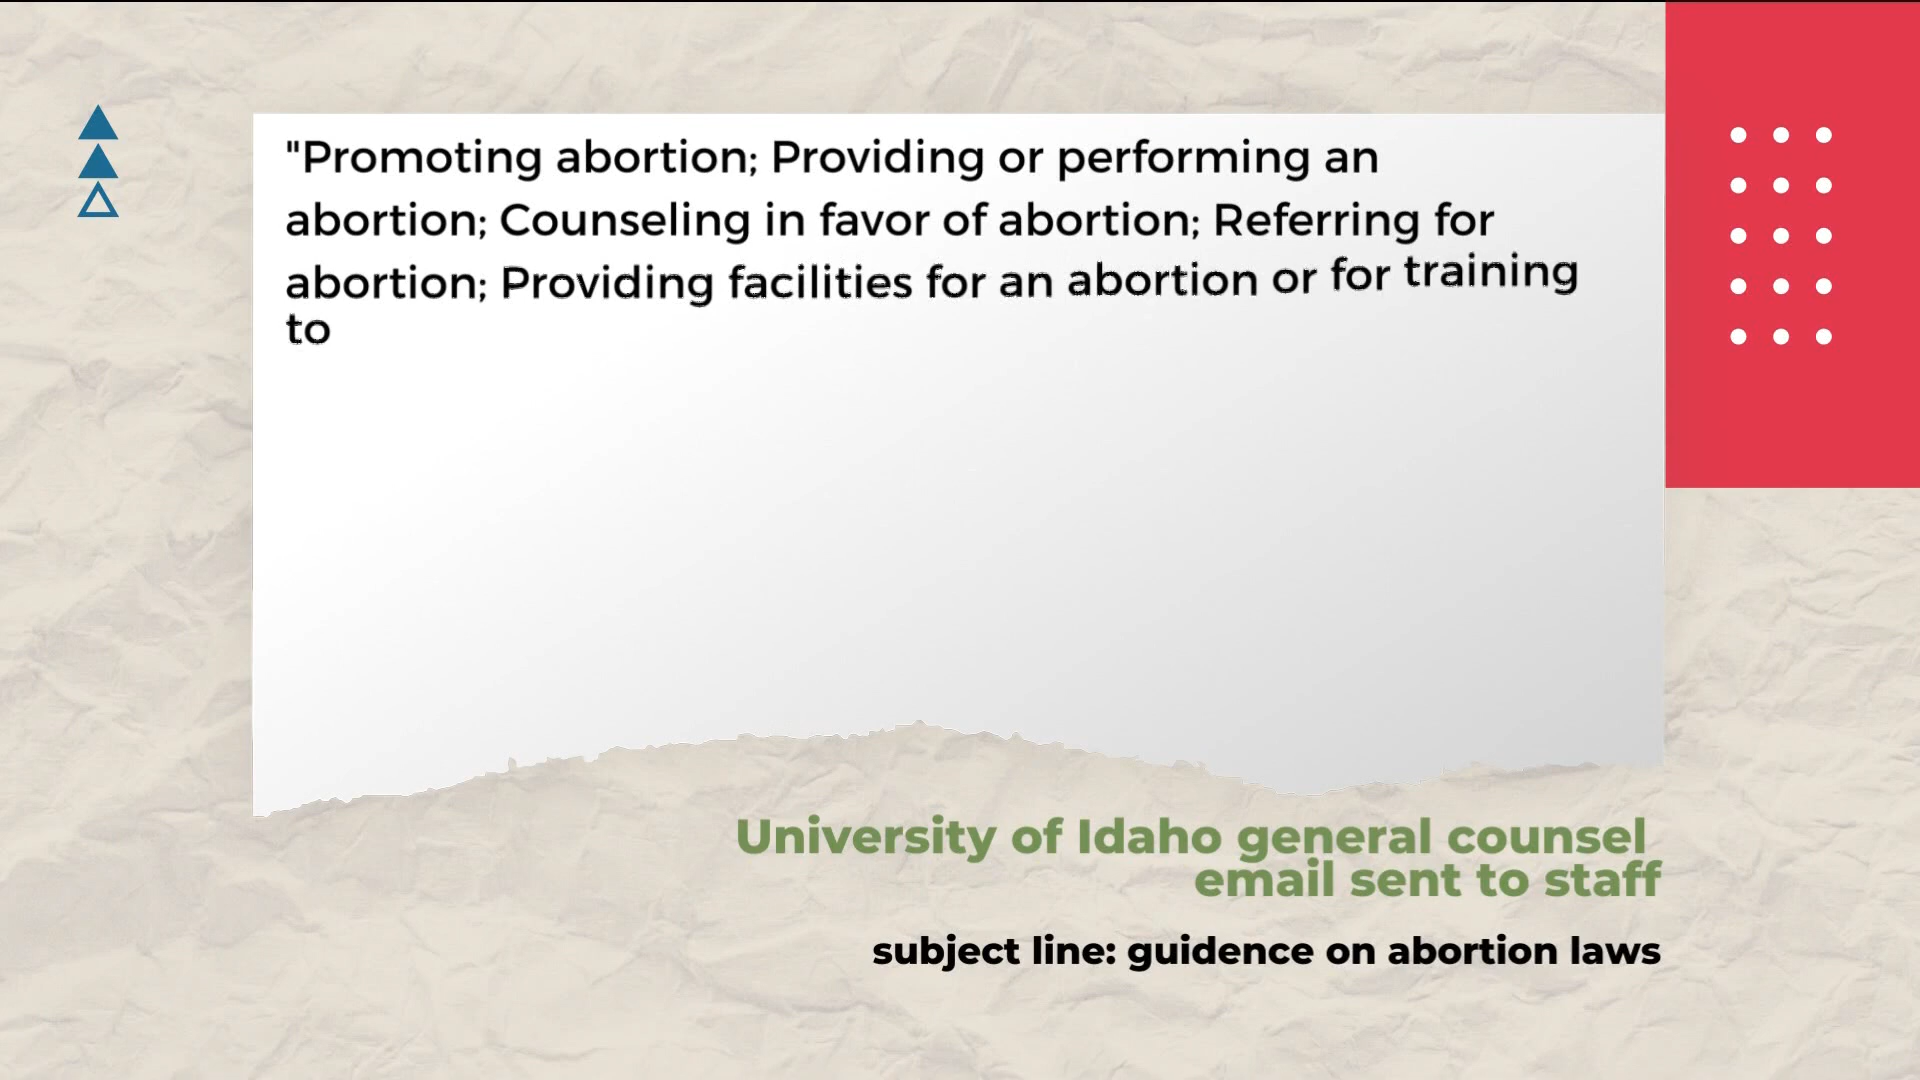 "Promoting abortion; Providing or performing an
abortion; Counseling in favor of abortion; Referring for
abortion; Providing facilities for an abortion or for training
to
University of Idaho general counsel
email sent to staff
subject line: guidence on abortion laws